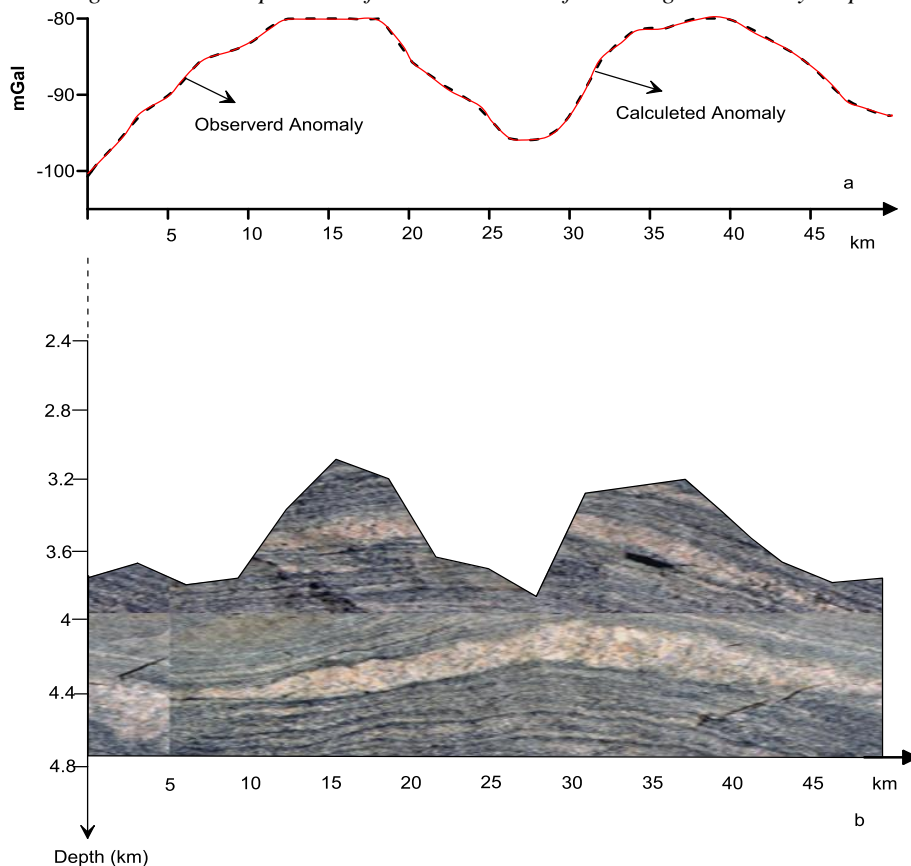 -80
mGal
-90
Observerd Anomaly
Calculeted Anomaly
-100
a
5 10 15 20 25 30 35 40 45
km
2.4
2.8
3.2
3.6
4
4.4
4.8
5 10 15 20 25 30 35 40 45 km
b
Depth (km)